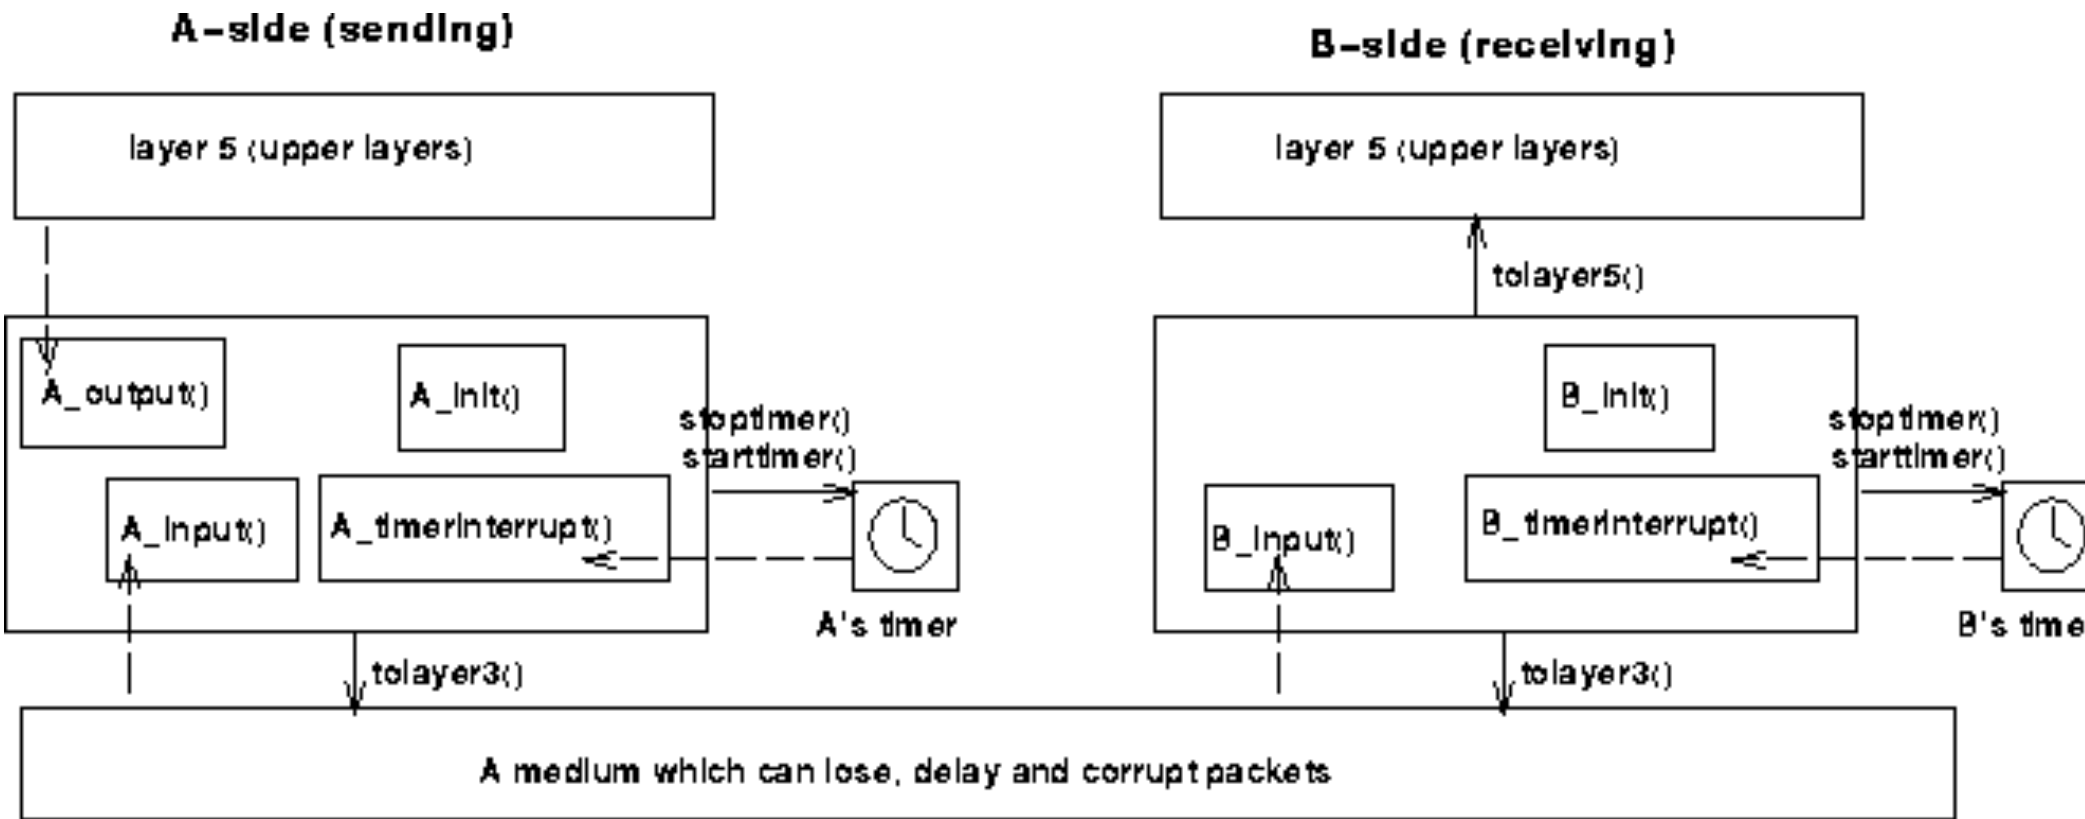 A-side (sending)
B-side (receiving)
layer 5 (upper layers)
layer 5 (upper layers)
tolayer5()
A_output()
A_init()
B_init()
stoptimer()
starttimer()
stoptimer()
starttimer()
A_input()
A_timerinterrupt()
B_input()
B_timerinterrupt()
A's timer
B's time
tolayer3()
tolayer3()
A medium which can lose, delay and corrupt packets